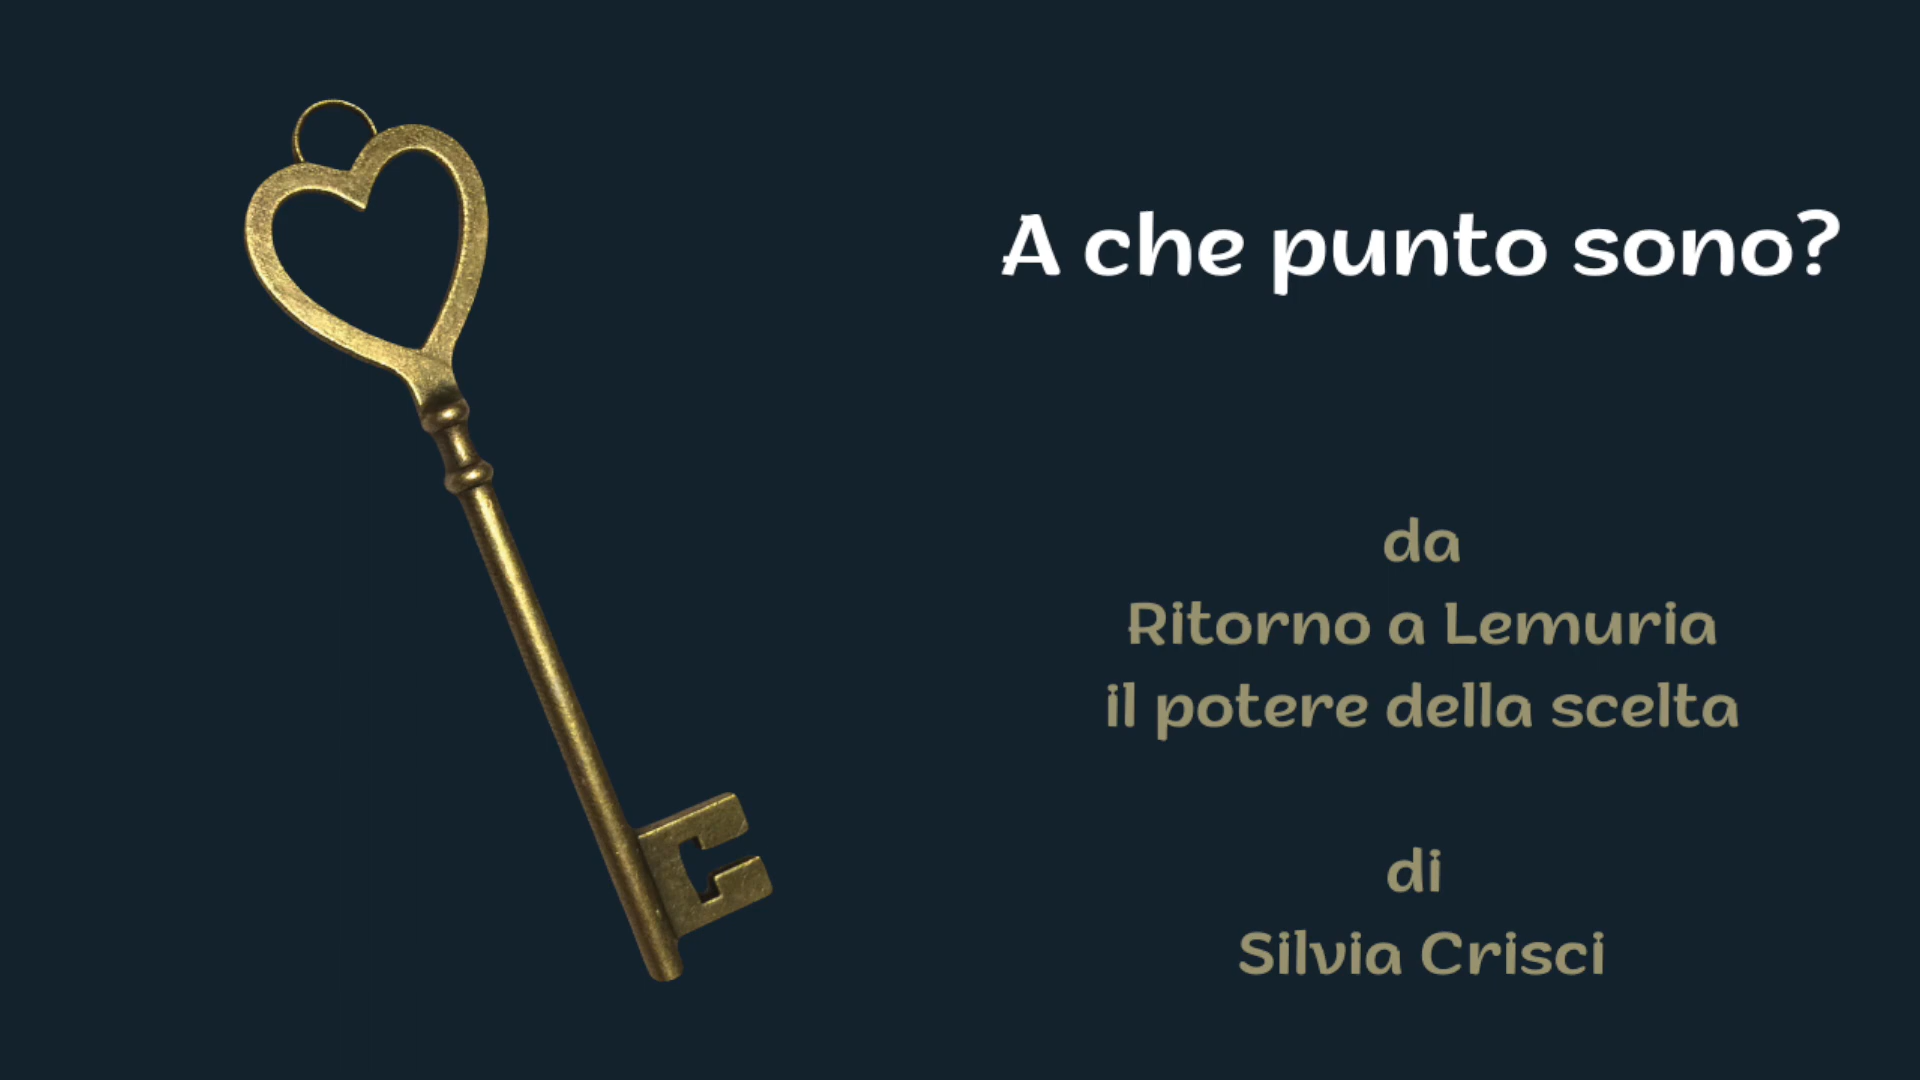 A che punto sono?
da
Ritorno a Lemuria
il potere della scelta
di
Silvia Crisci